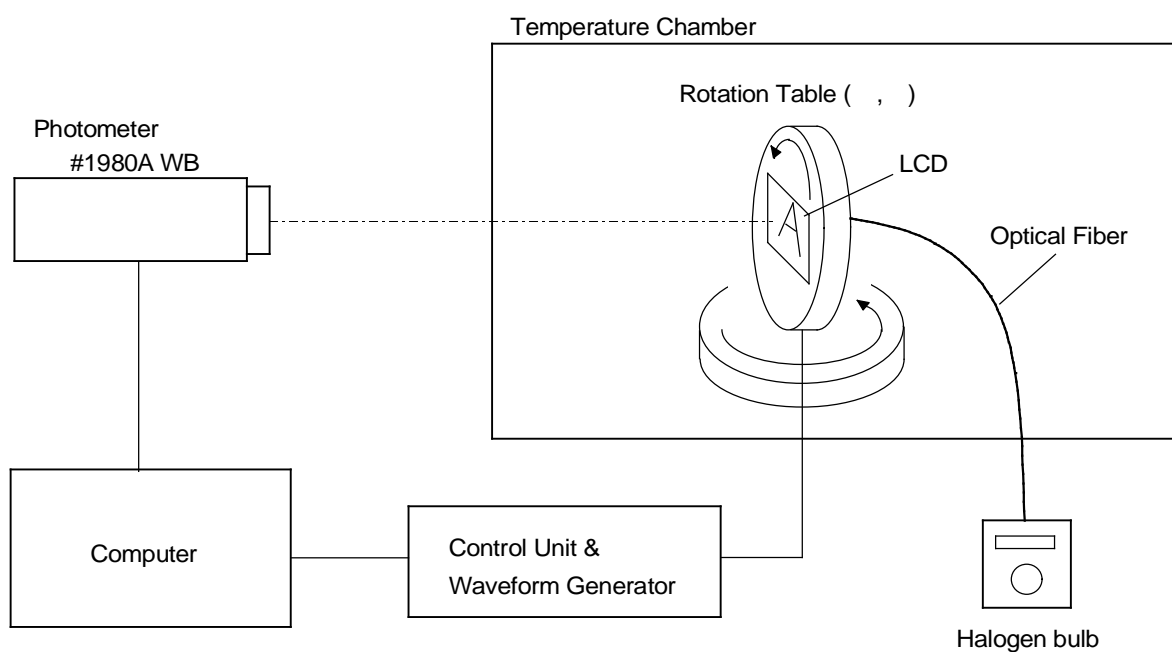 Temperature Chamber
Rotation Table (  ,  )
Photometer
#1980A WB
LCD
A
Optical Fiber
Computer
Control Unit &
Waveform Generator
Halogen bulb